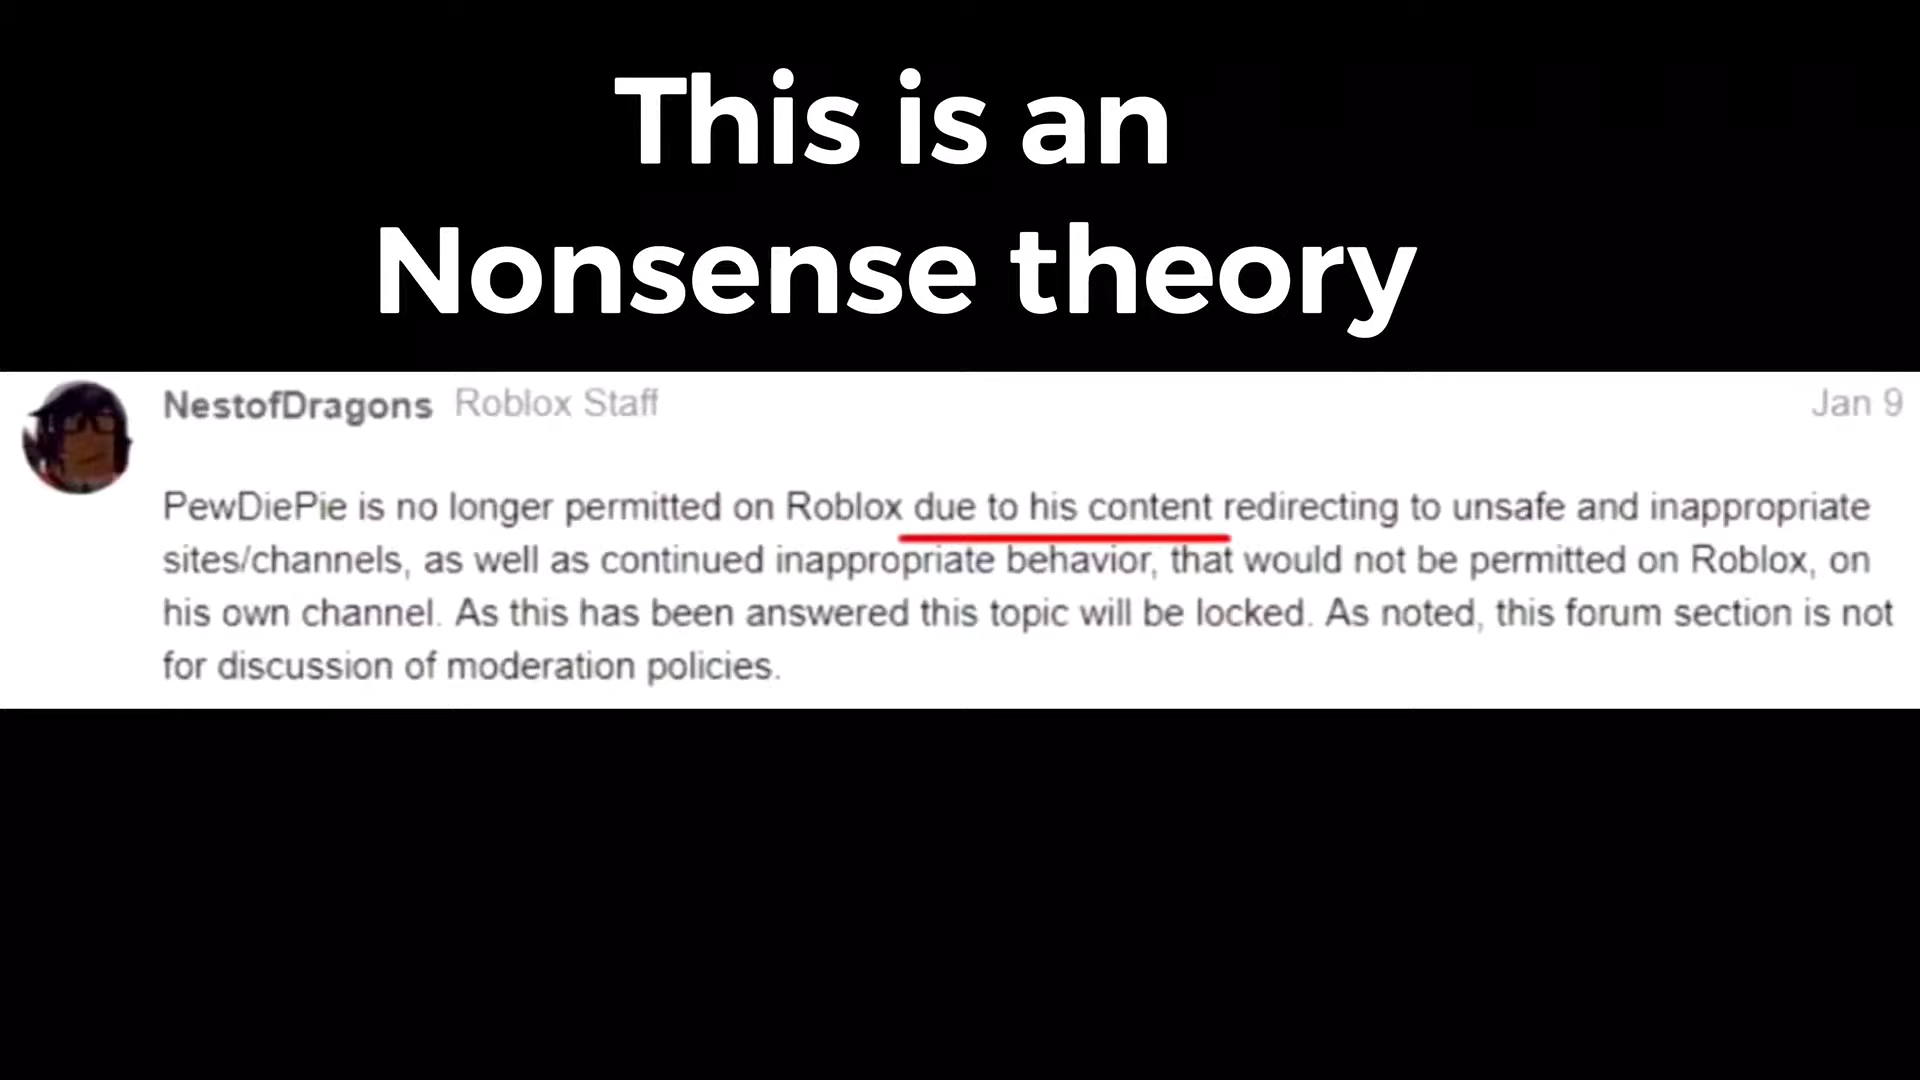 This is an
Nonsense theory
NestofDragons Roblox Staff Jan 9
PewDiePie is no longer permitted on Roblox due to his content redirecting to unsafe and inappropriate
sites/channels, as well as continued inappropriate behavior, that would not be permitted on Roblox, on
his own channel. As this has been answered this topic will be locked. As noted, this forum section is not
for discussion of moderation policies.